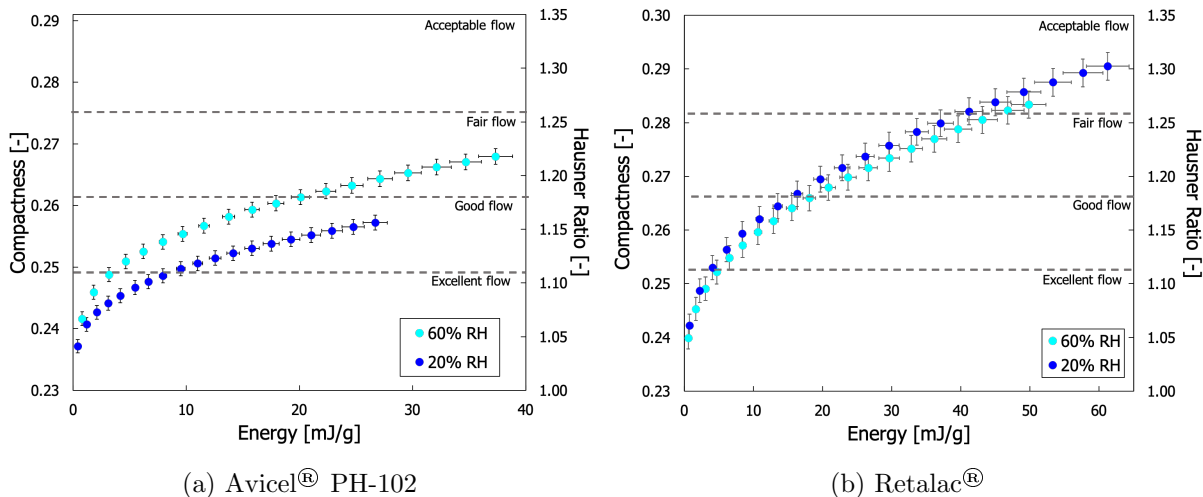 0.29
0.28
0.27
0.26
0.25
0.24
0.23
Compactness [-]
1.35
1.30
1.25
1.20
1.15
1.10
1.05
1.00
Hausner Ratio [-]
Acceptable flow
Fair flow
Good flow
Excellent flow
60% RH
20% RH
0
10
20
30
40
Energy [mJ/g]
(a) Avicel® PH-102
0.30
0.29
0.28
0.27
0.26
0.25
0.24
0.23
Compactness [-]
1.35
1.30
1.25
1.20
1.15
1.10
1.05
1.00
Hausner Ratio [-]
Acceptable flow
Fair flow
Good flow
Excellent flow
60% RH
20% RH
0
10
20
30
40
50
60
Energy [mJ/g]
(b) Retalac®